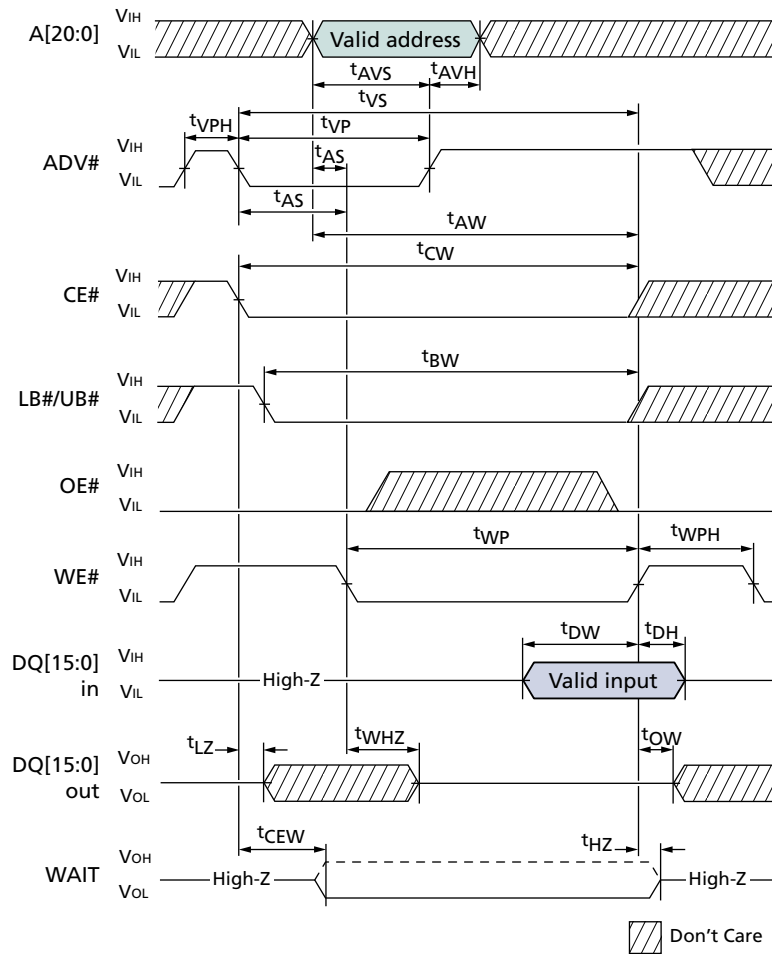 A[20:0] VIH VIL Valid address
tAVS tAVH
tVS
tVPH tVP
ADV# VIH VIL tAS
tAS
tAW
tCW
CE# VIH VIL
tBW
LB#/UB# VIH VIL
OE# VIH VIL
tWP tWPH
WE# VIH VIL
tDW tDH
DQ[15:0] in VIH VIL High-Z Valid input
tLZ tWHZ tOW
DQ[15:0] out VOH VOL
tCEW tHZ
WAIT VOH VOL High-Z High-Z
Don't Care